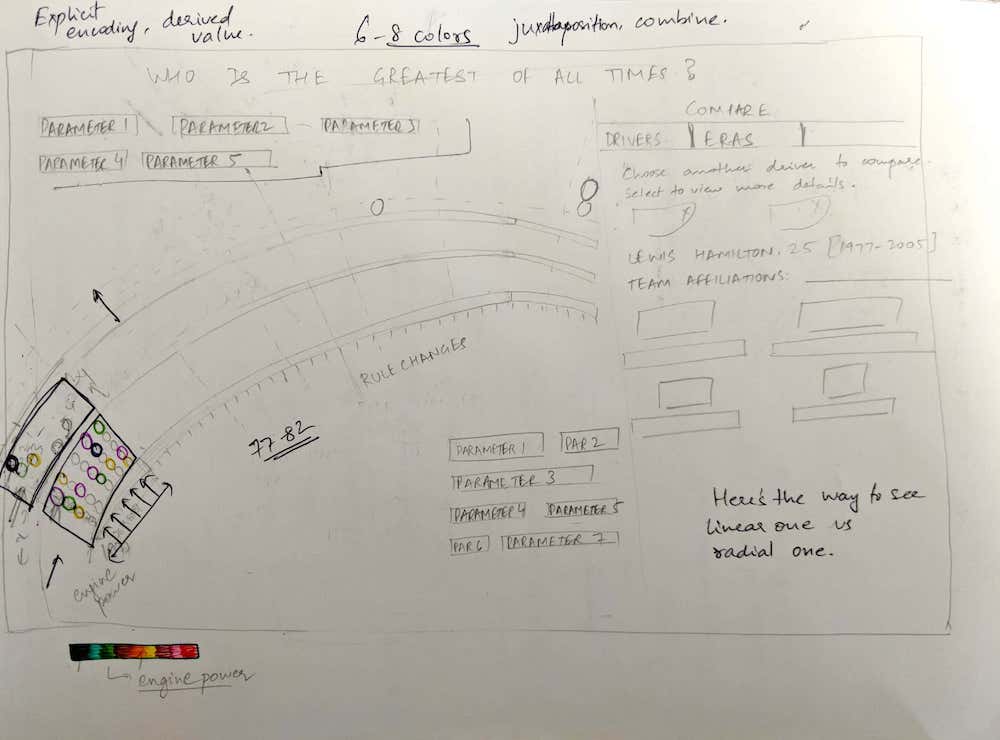 Explicit
encoding, derived
value.
6-8 colors
juxtaposition, combine.
WHO IS THE GREATEST OF ALL TIMES?
PARAMETER 1
PARAMETER2
PARAMETER 3
PARAMETER 4
PARAMETER 5
COMPARE
DRIVERS
ERAS
Choose another driver to compare.
Select to view more details.
LEWIS HAMILTON, 25 [1977-2005]
TEAM AFFILIATIONS:
RULE CHANGES
77-82
PARAMETER 1
PAR 2
PARAMETER 3
PARAMETER 4
PARAMETER 5
PAR 6
PARAMETER 7
Here's the way to see
linear one vs
radial one.
engine
power
engine power